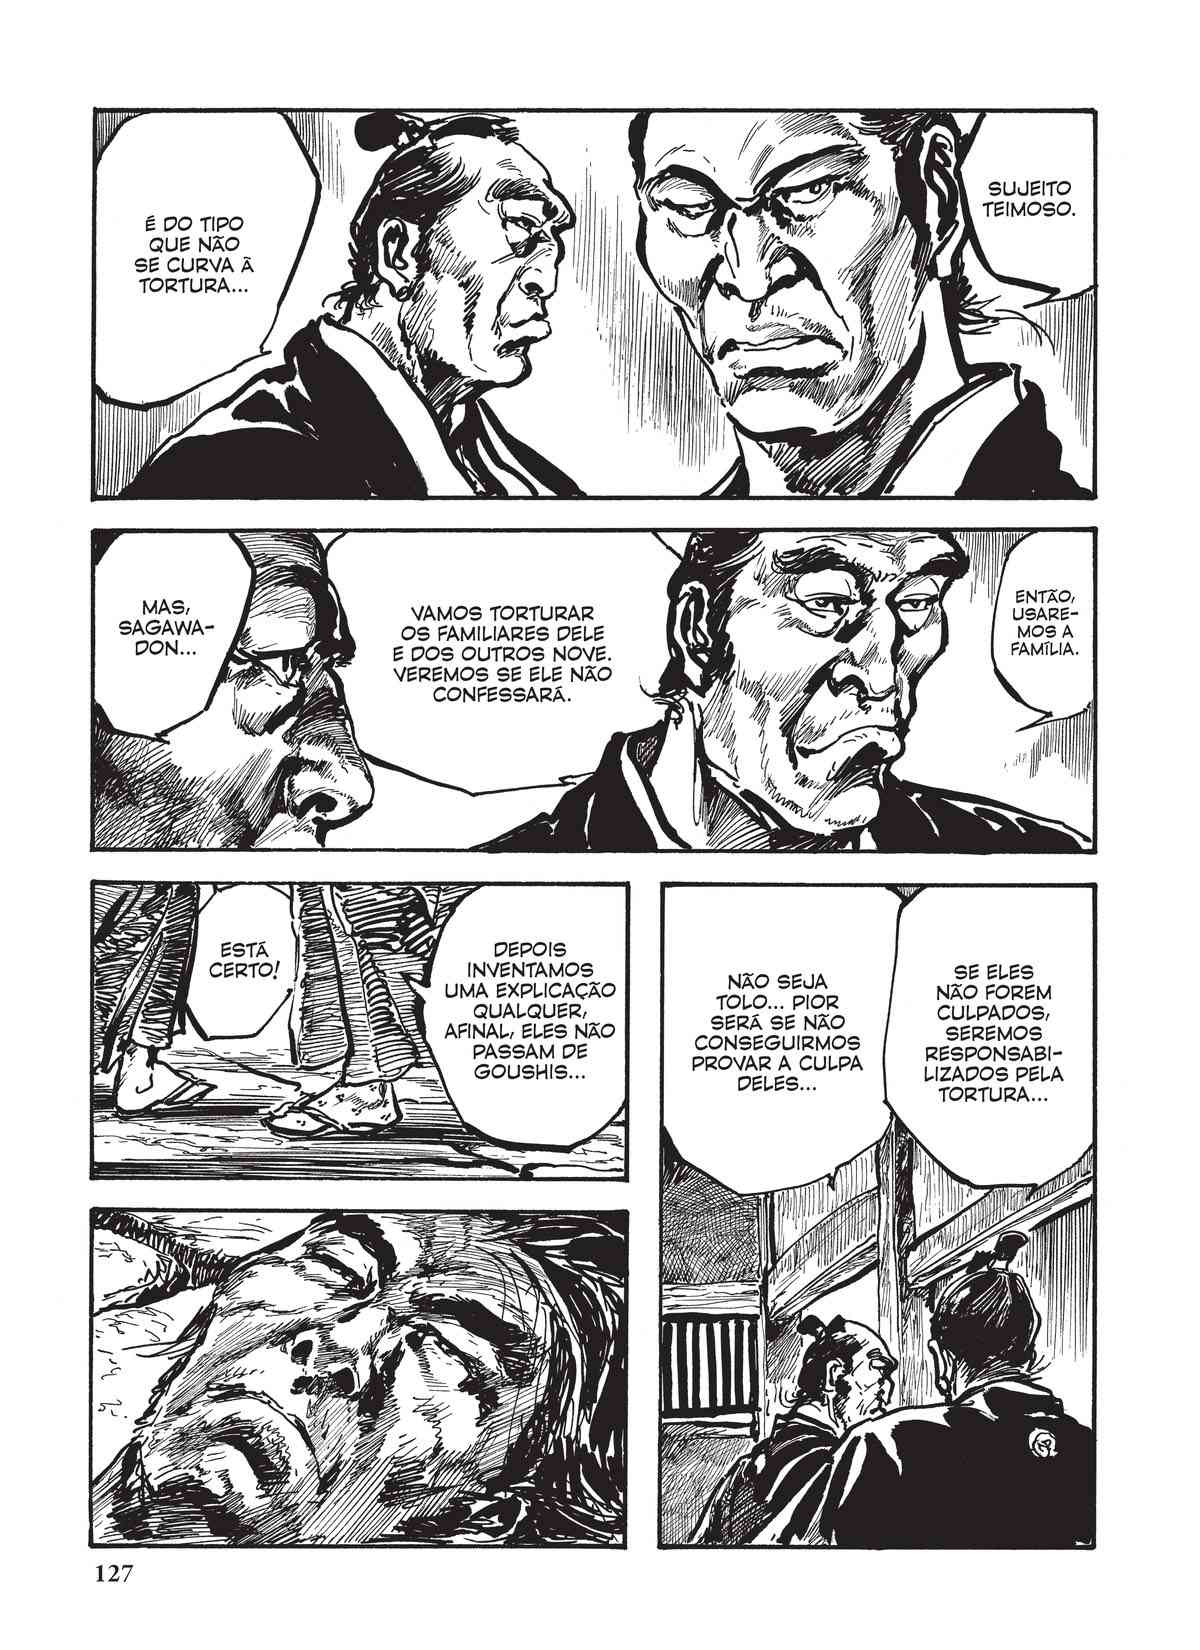 SUJEITO
TEIMOSO.
É DO TIPO
QUE NÃO
SE CURVA À
TORTURA...
ENTÃO,
USARE-
MOS A
FAMÍLIA.
VAMOS TORTURAR
OS FAMILIARES DELE
E DOS OUTROS NOVE.
VEREMOS SE ELE NÃO
CONFESSARÁ.
MAS,
SAGAWA-
DON...
SE ELES
NÃO FOREM
CULPADOS,
SEREMOS
RESPONSABI-
LIZADOS PELA
TORTURA...
NÃO SEJA
TOLO... PIOR
SERÁ SE NÃO
CONSEGUIRMOS
PROVAR A CULPA
DELES...
DEPOIS
INVENTAMOS
UMA EXPLICAÇÃO
QUALQUER,
AFINAL, ELES NÃO
PASSAM DE
GOUSHIS...
ESTÁ
CERTO!
127